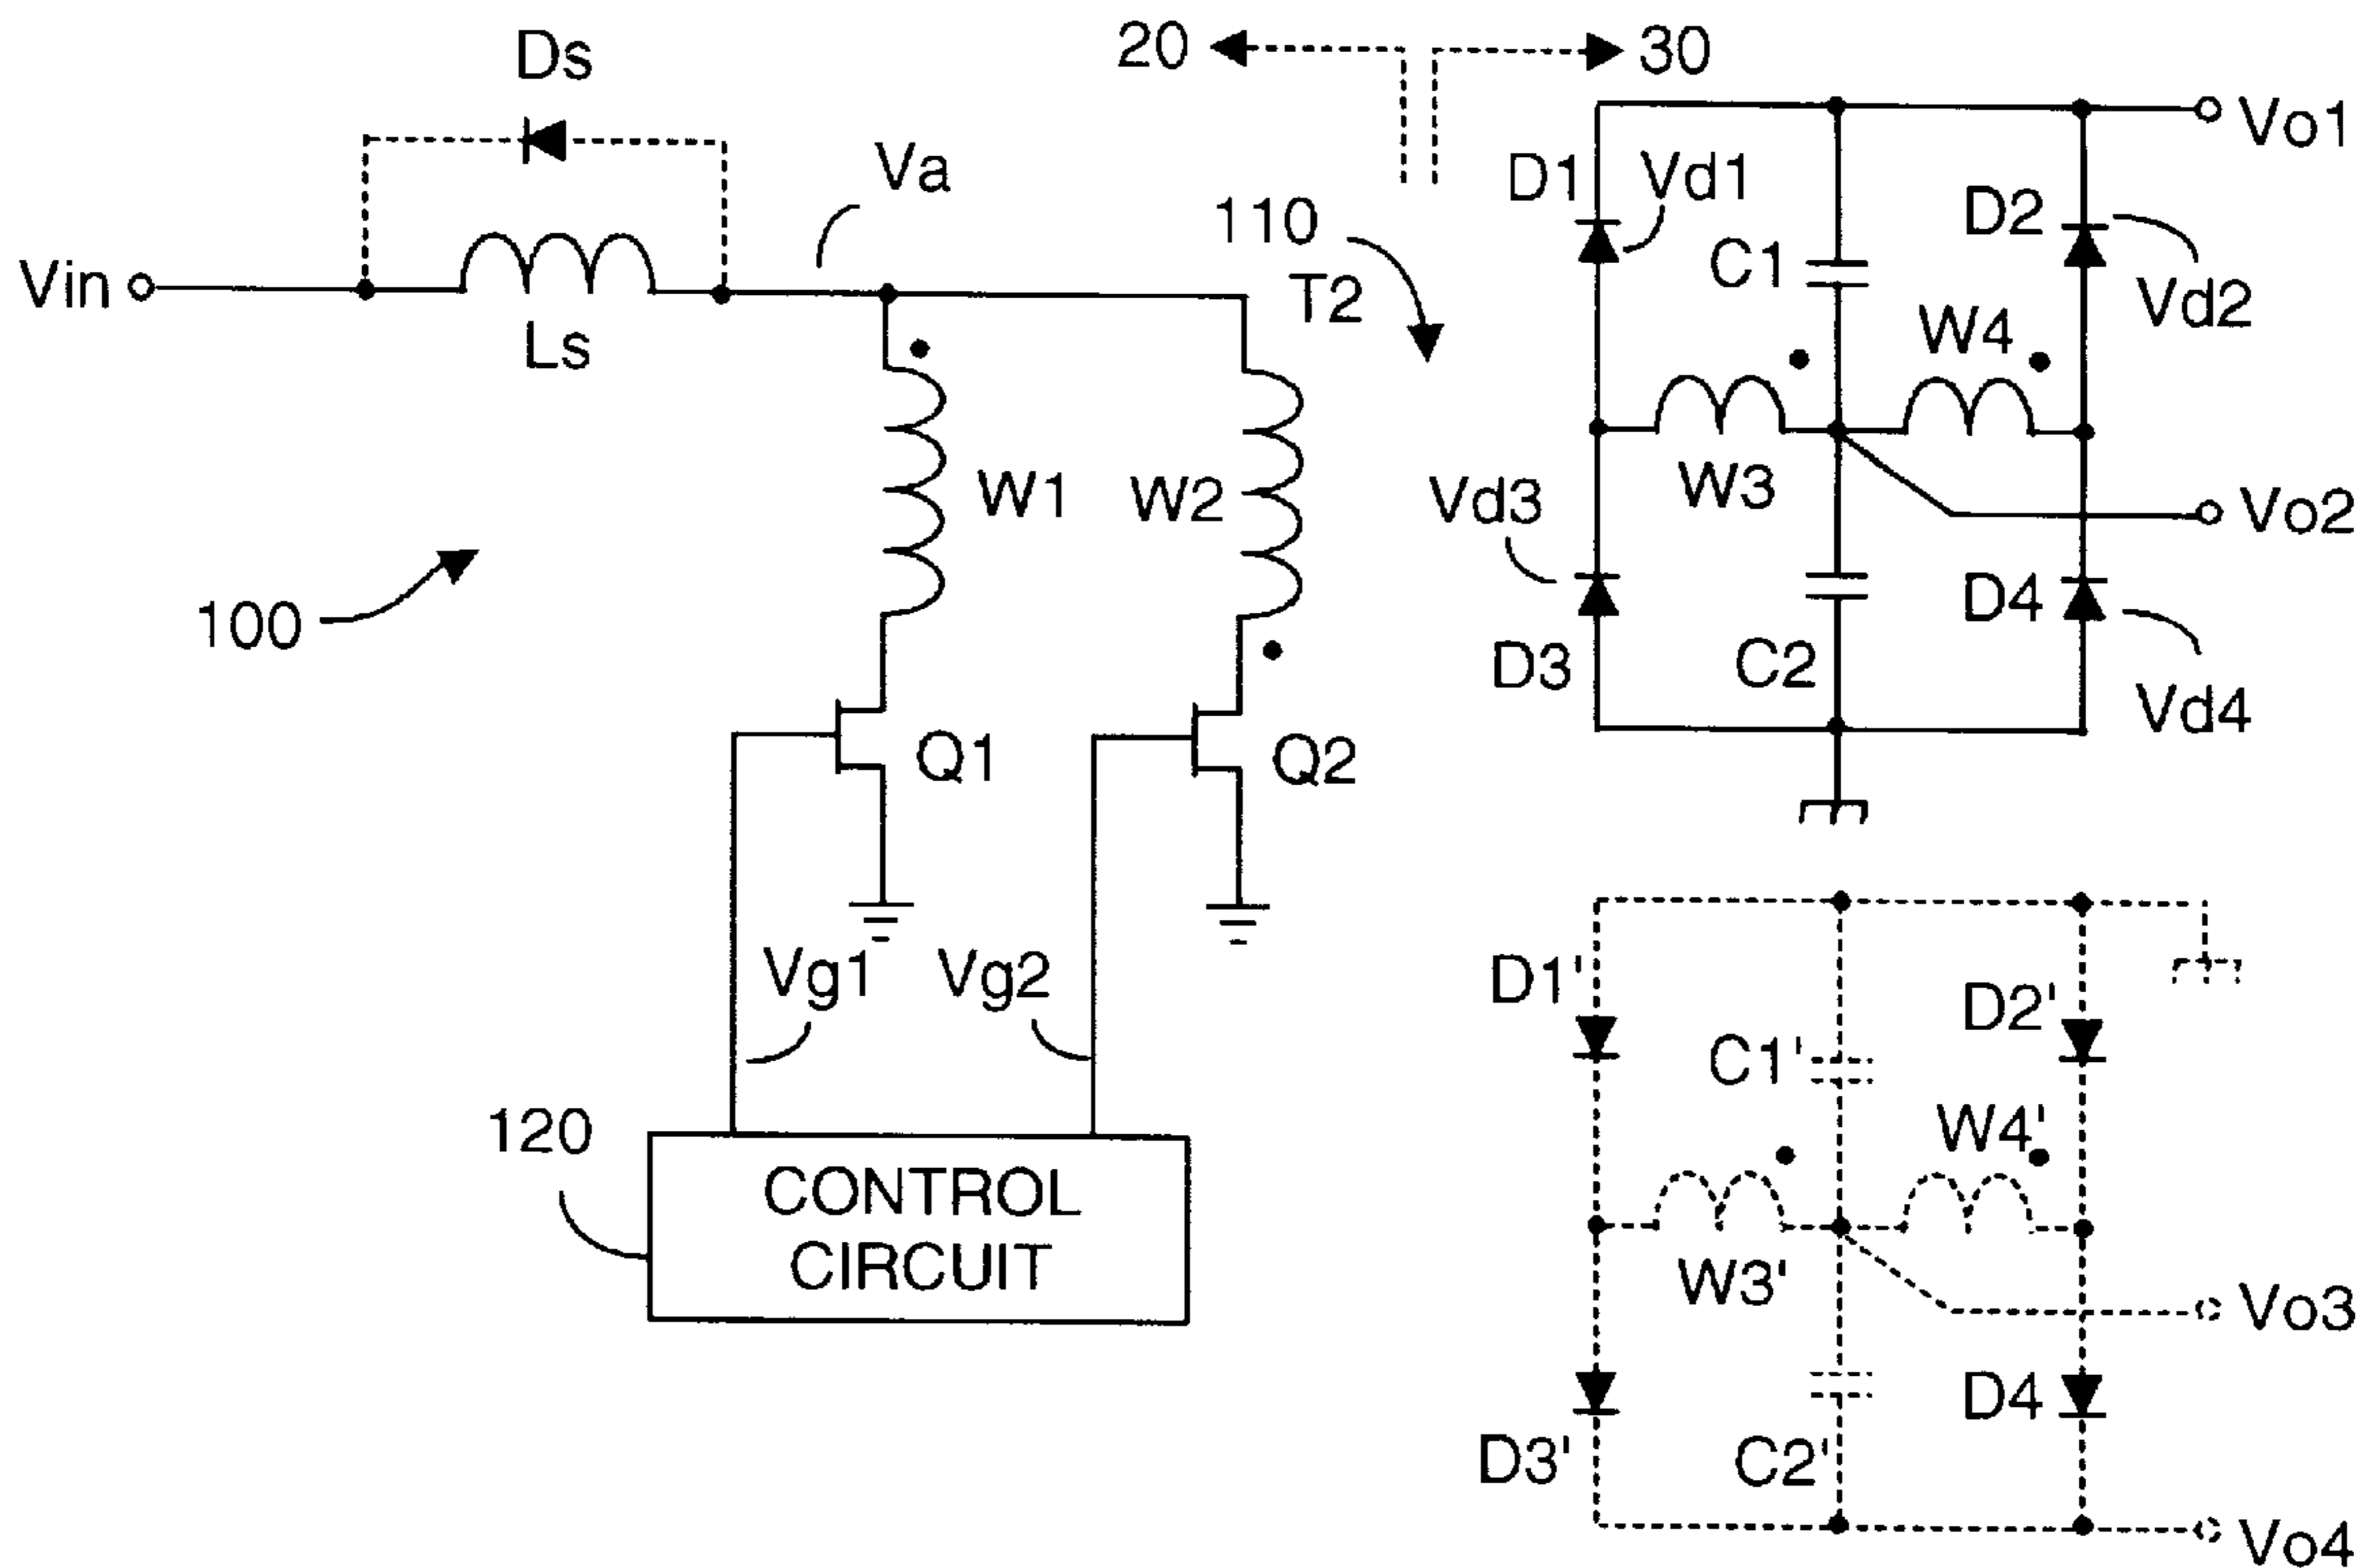 Ds
20
30
Vo1
Va
D1
Vd1
D2
110
C1
Vin
T2
Vd2
Ls
W4
W1
W2
Vd3
W3
Vo2
100
D3
C2
D4
Vd4
Q1
Q2
Vg1
Vg2
D1'
D2'
C1'
120
W4'
CONTROL
CIRCUIT
W3'
Vo3
D3'
C2'
D4
Vo4